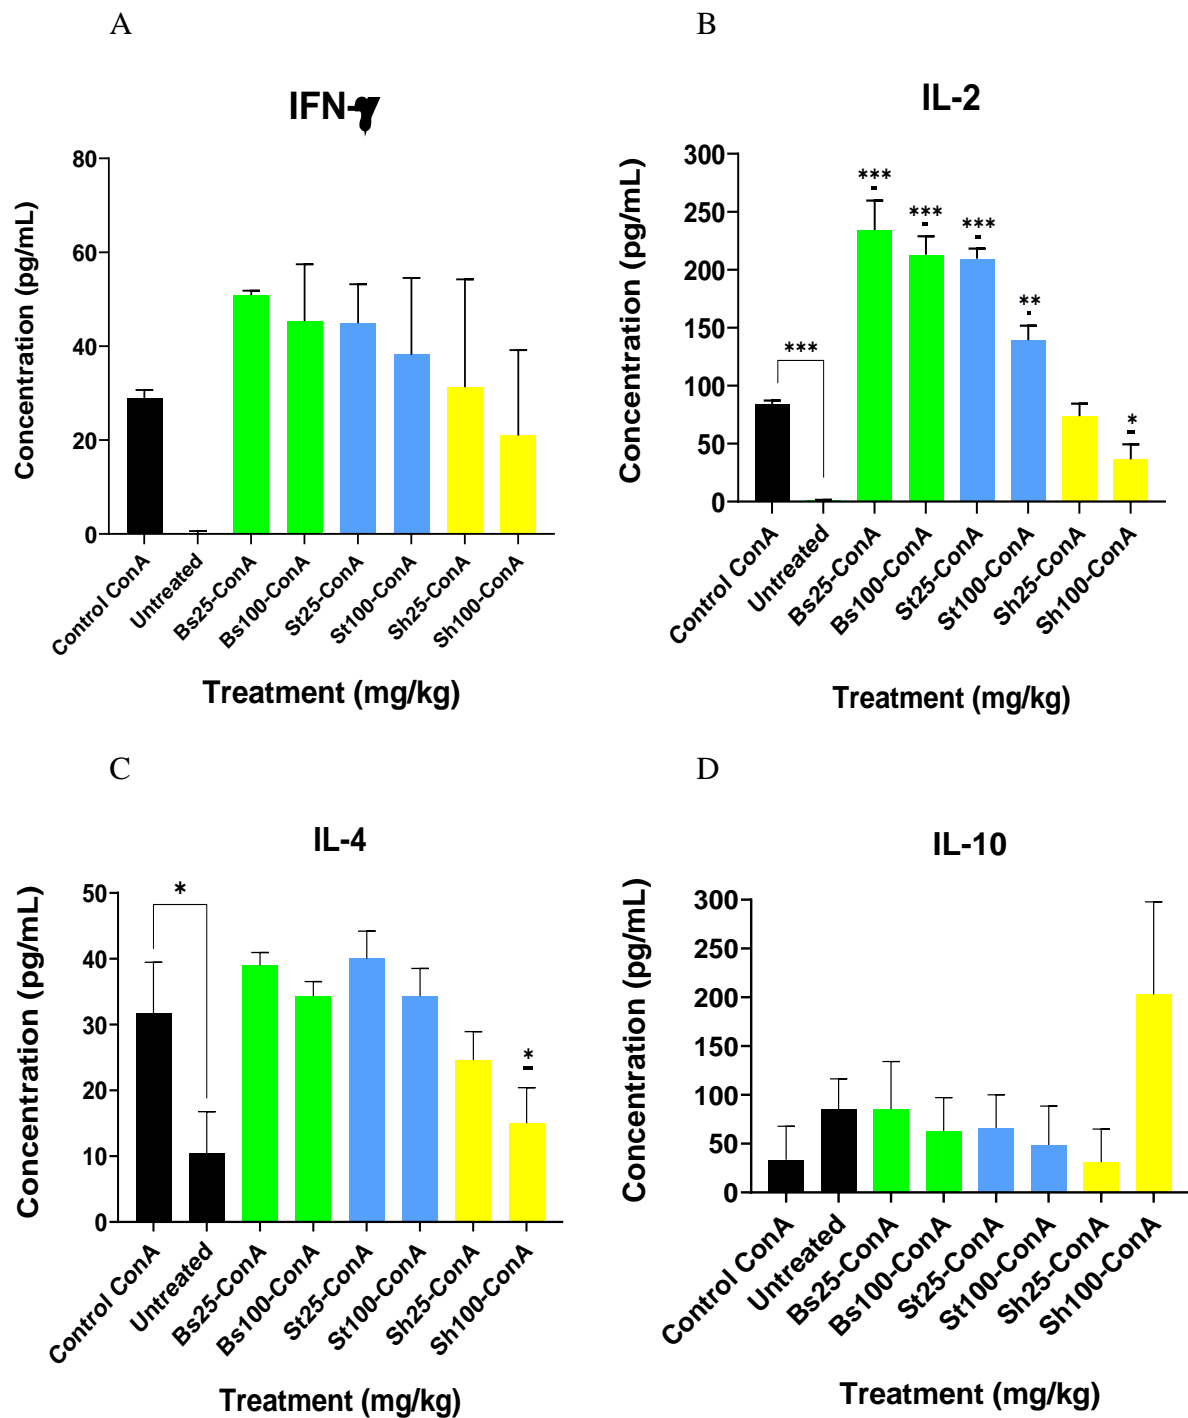 A
IFN-γ
Concentration (pg/mL)
80
60
40
20
0
Control ConA
Untreated
Bs25-ConA
Bs100-ConA
St25-ConA
St100-ConA
Sh25-ConA
Sh100-ConA
Treatment (mg/kg)
B
IL-2
Concentration (pg/mL)
300
250
200
150
100
50
0
***
***
***
***
**
*
Control ConA
Untreated
Bs25-ConA
Bs100-ConA
St25-ConA
St100-ConA
Sh25-ConA
Sh100-ConA
Treatment (mg/kg)
C
IL-4
Concentration (pg/mL)
50
40
30
20
10
0
*
*
Control ConA
Untreated
Bs25-ConA
Bs100-ConA
St25-ConA
St100-ConA
Sh25-ConA
Sh100-ConA
Treatment (mg/kg)
D
IL-10
Concentration (pg/mL)
300
250
200
150
100
50
0
Control ConA
Untreated
Bs25-ConA
Bs100-ConA
St25-ConA
St100-ConA
Sh25-ConA
Sh100-ConA
Treatment (mg/kg)